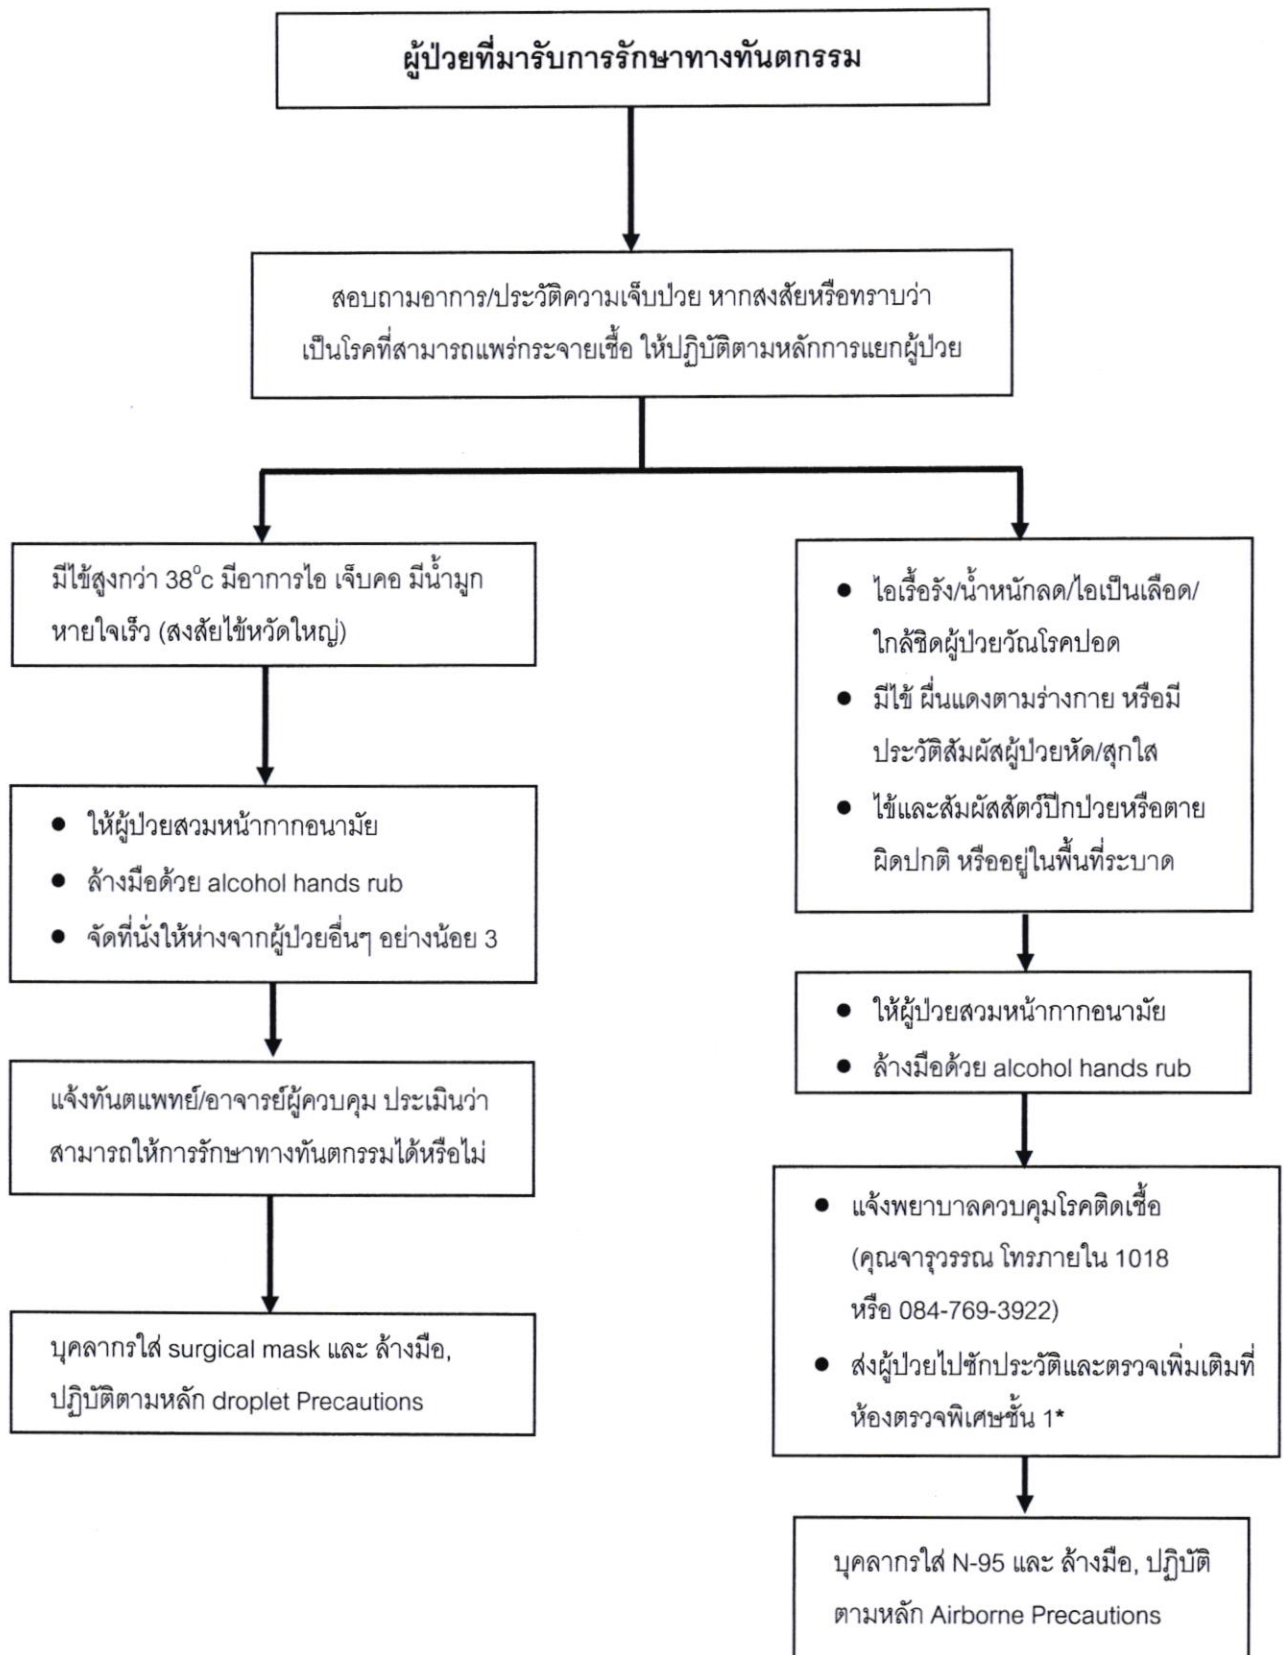 ผู้ป่วยที่มารับการรักษาทางทันตกรรม
สอบถามอาการ/ประวัติความเจ็บป่วย หากสงสัยหรือทราบว่า
เป็นโรคที่สามารถแพร่กระจายเชื้อ ให้ปฏิบัติตามหลักการแยกผู้ป่วย
มีไข้สูงกว่า 38°c มีอาการไอ เจ็บคอ มีน้ำมูก
หายใจเร็ว (สงสัยไข้หวัดใหญ่)
● ให้ผู้ป่วยสวมหน้ากากอนามัย
● ล้างมือด้วย alcohol hands rub
● จัดที่นั่งให้ห่างจากผู้ป่วยอื่นๆ อย่างน้อย 3
แจ้งทันตแพทย์/อาจารย์ผู้ควบคุม ประเมินว่า
สามารถให้การรักษาทางทันตกรรมได้หรือไม่
บุคลากรใส่ surgical mask และ ล้างมือ,
ปฏิบัติตามหลัก droplet Precautions
● ไอเรื้อรัง/น้ำหนักลด/ไอเป็นเลือด/
ใกล้ชิดผู้ป่วยวัณโรคปอด
● มีไข้ ผื่นแดงตามร่างกาย หรือมี
ประวัติสัมผัสผู้ป่วยหัด/สุกใส
● ไข้และสัมผัสสัตว์ปีกป่วยหรือตาย
ผิดปกติ หรืออยู่ในพื้นที่ระบาด
● ให้ผู้ป่วยสวมหน้ากากอนามัย
● ล้างมือด้วย alcohol hands rub
● แจ้งพยาบาลควบคุมโรคติดเชื้อ
(คุณจารุวรรณ โทรภายใน 1018
หรือ 084-769-3922)
● ส่งผู้ป่วยไปซักประวัติและตรวจเพิ่มเติมที่
ห้องตรวจพิเศษชั้น 1*
บุคลากรใส่ N-95 และ ล้างมือ, ปฏิบัติ
ตามหลัก Airborne Precautions